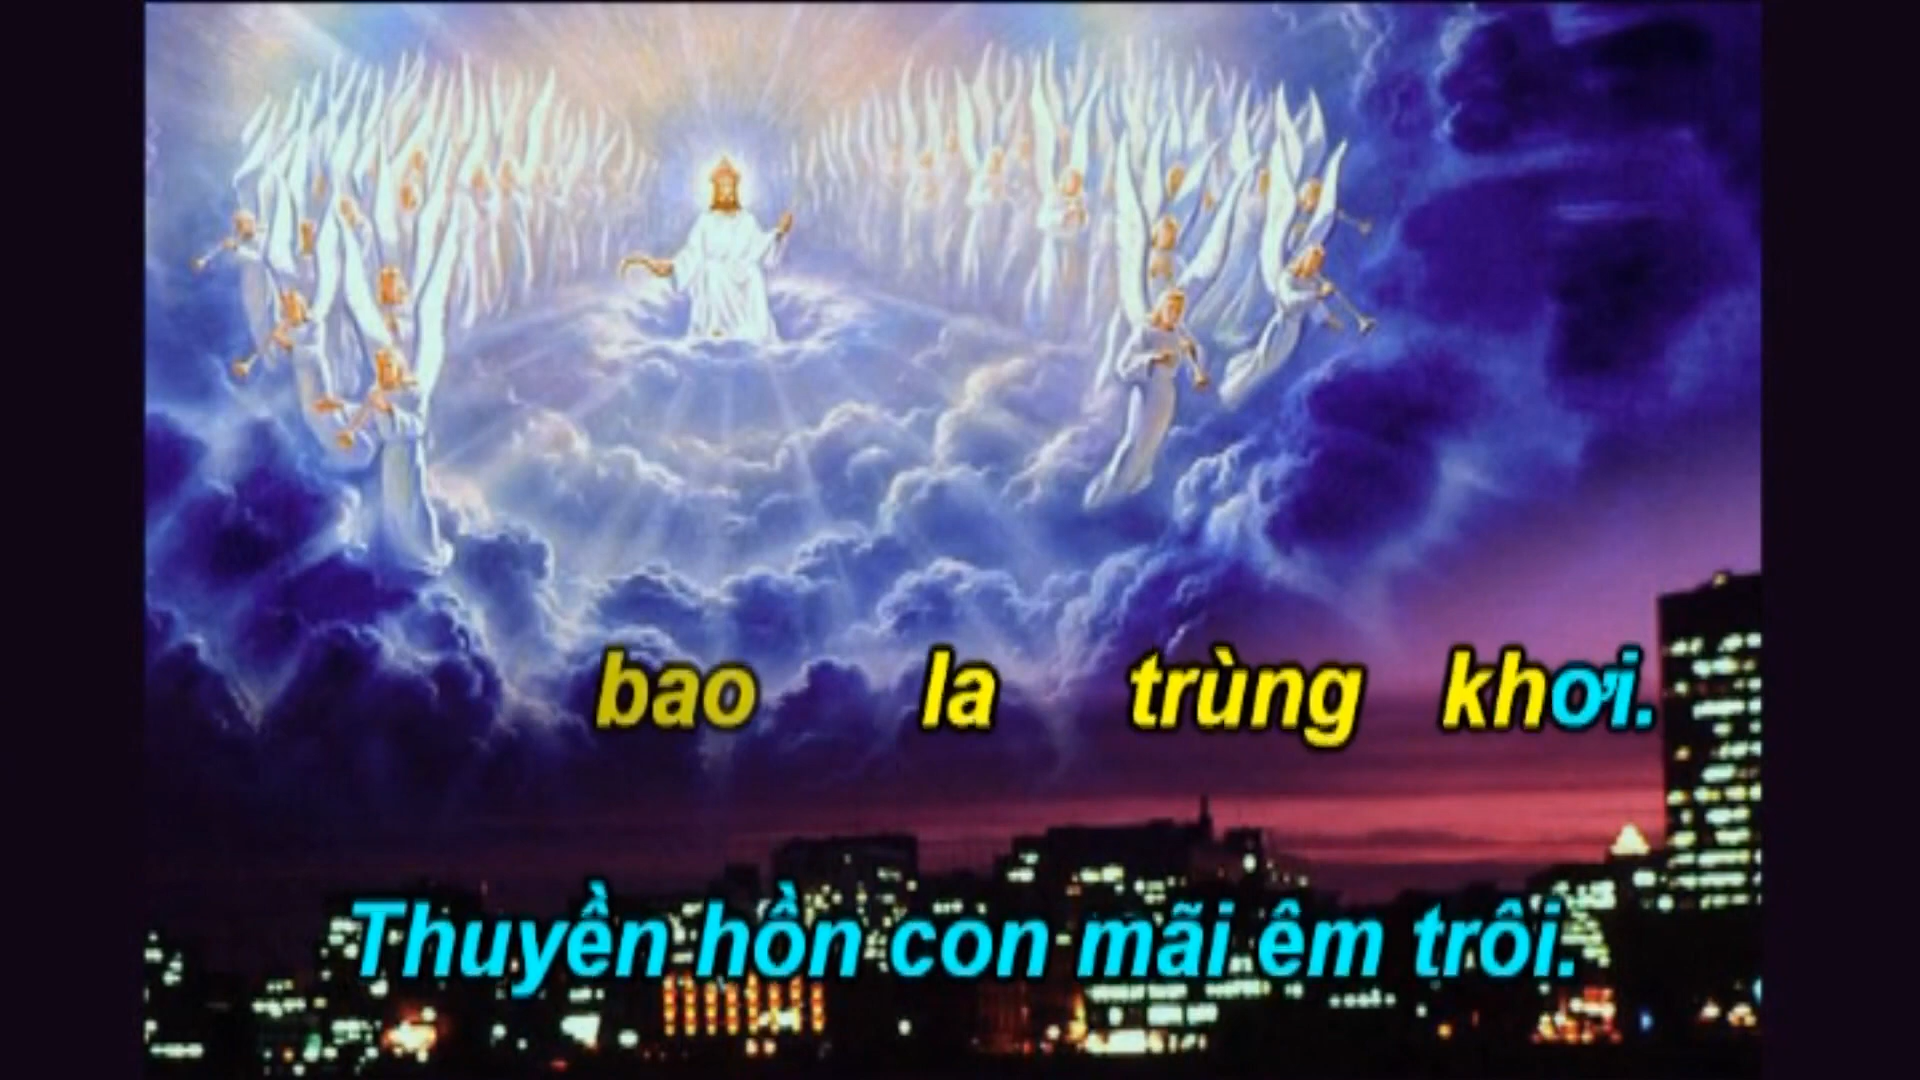 bao la trùng khơi.
Thuyền hồn con mãi êm trôi.